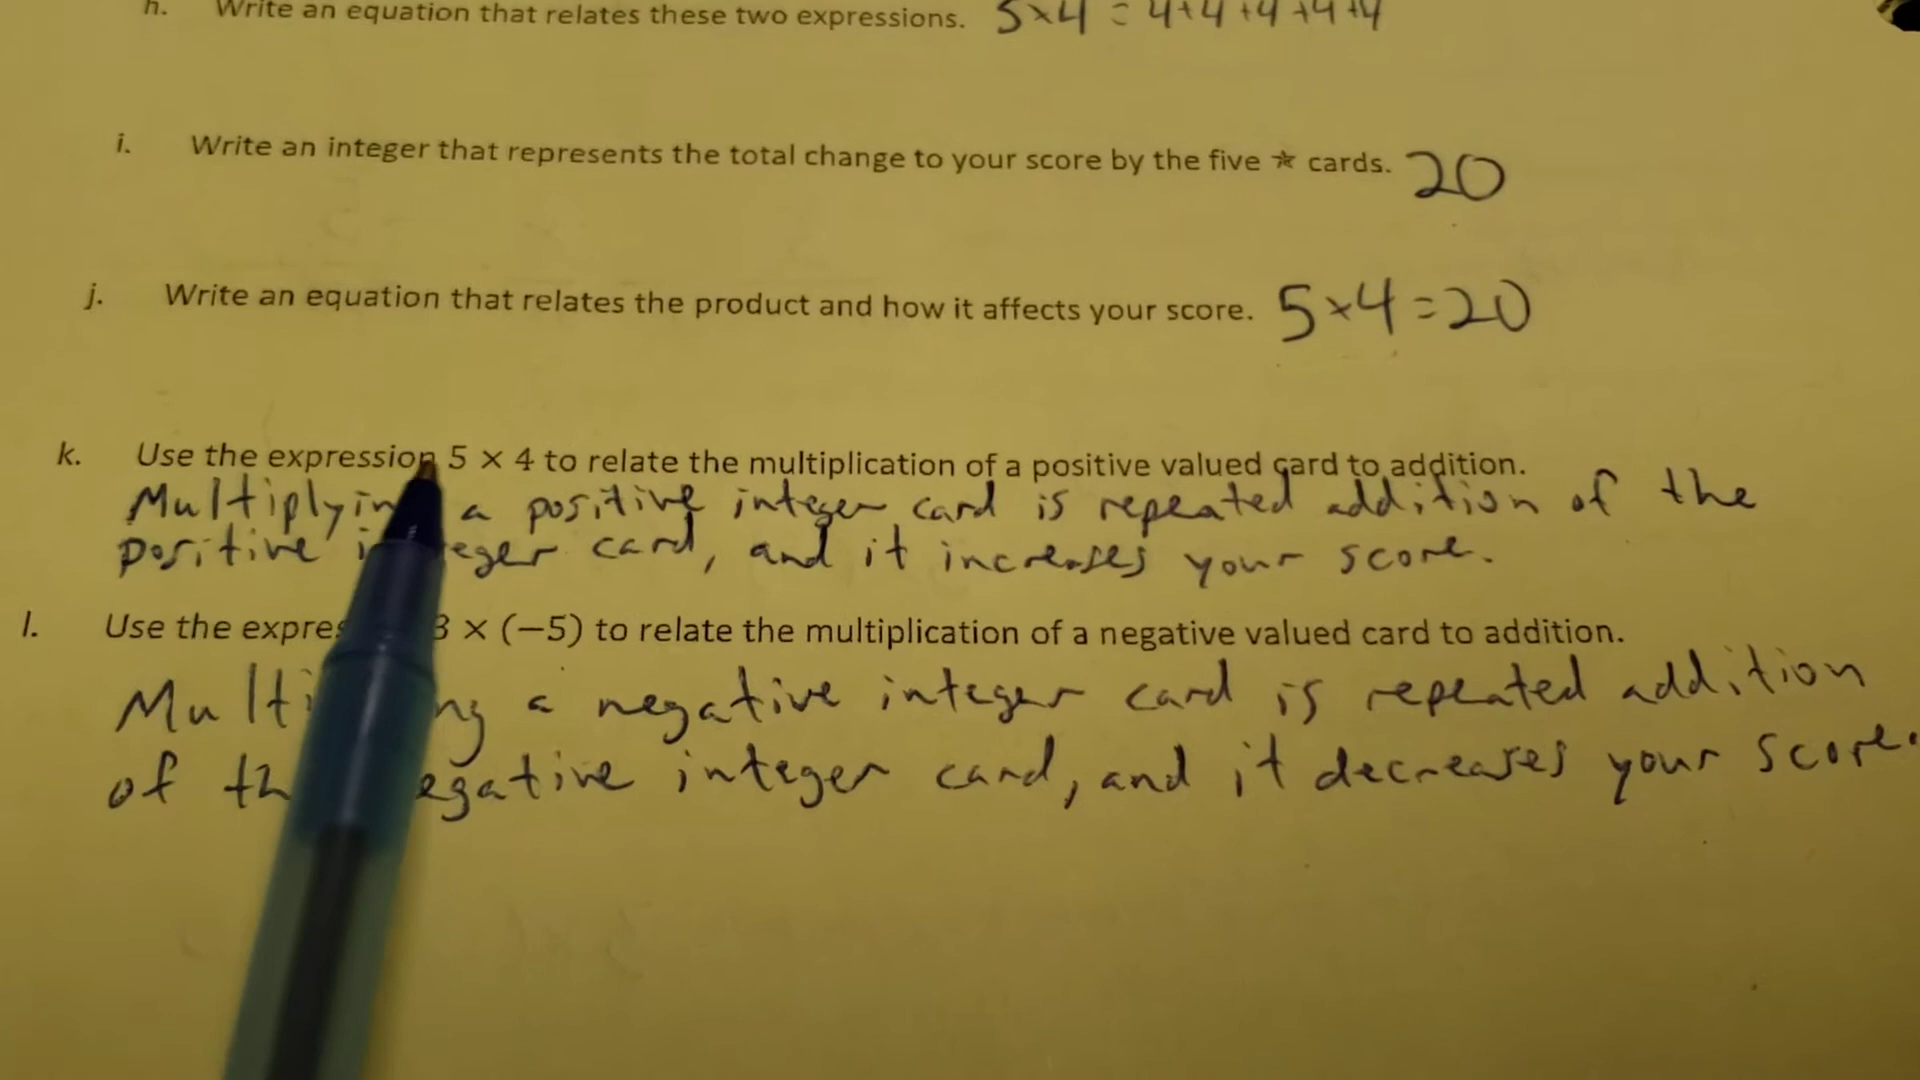 h. Write an equation that relates these two expressions. 5×4 = 4+4+4+4+4
i. Write an integer that represents the total change to your score by the five ★ cards. 20
j. Write an equation that relates the product and how it affects your score. 5×4=20
k. Use the expression 5 × 4 to relate the multiplication of a positive valued card to addition.
a positive integer card is repeated addition of the
positive card, and it increases your score.
l. Use the × (−5) to relate the multiplication of a negative valued card to addition.
a negative integer card is repeated addition
of integer card, and it decreases your score.